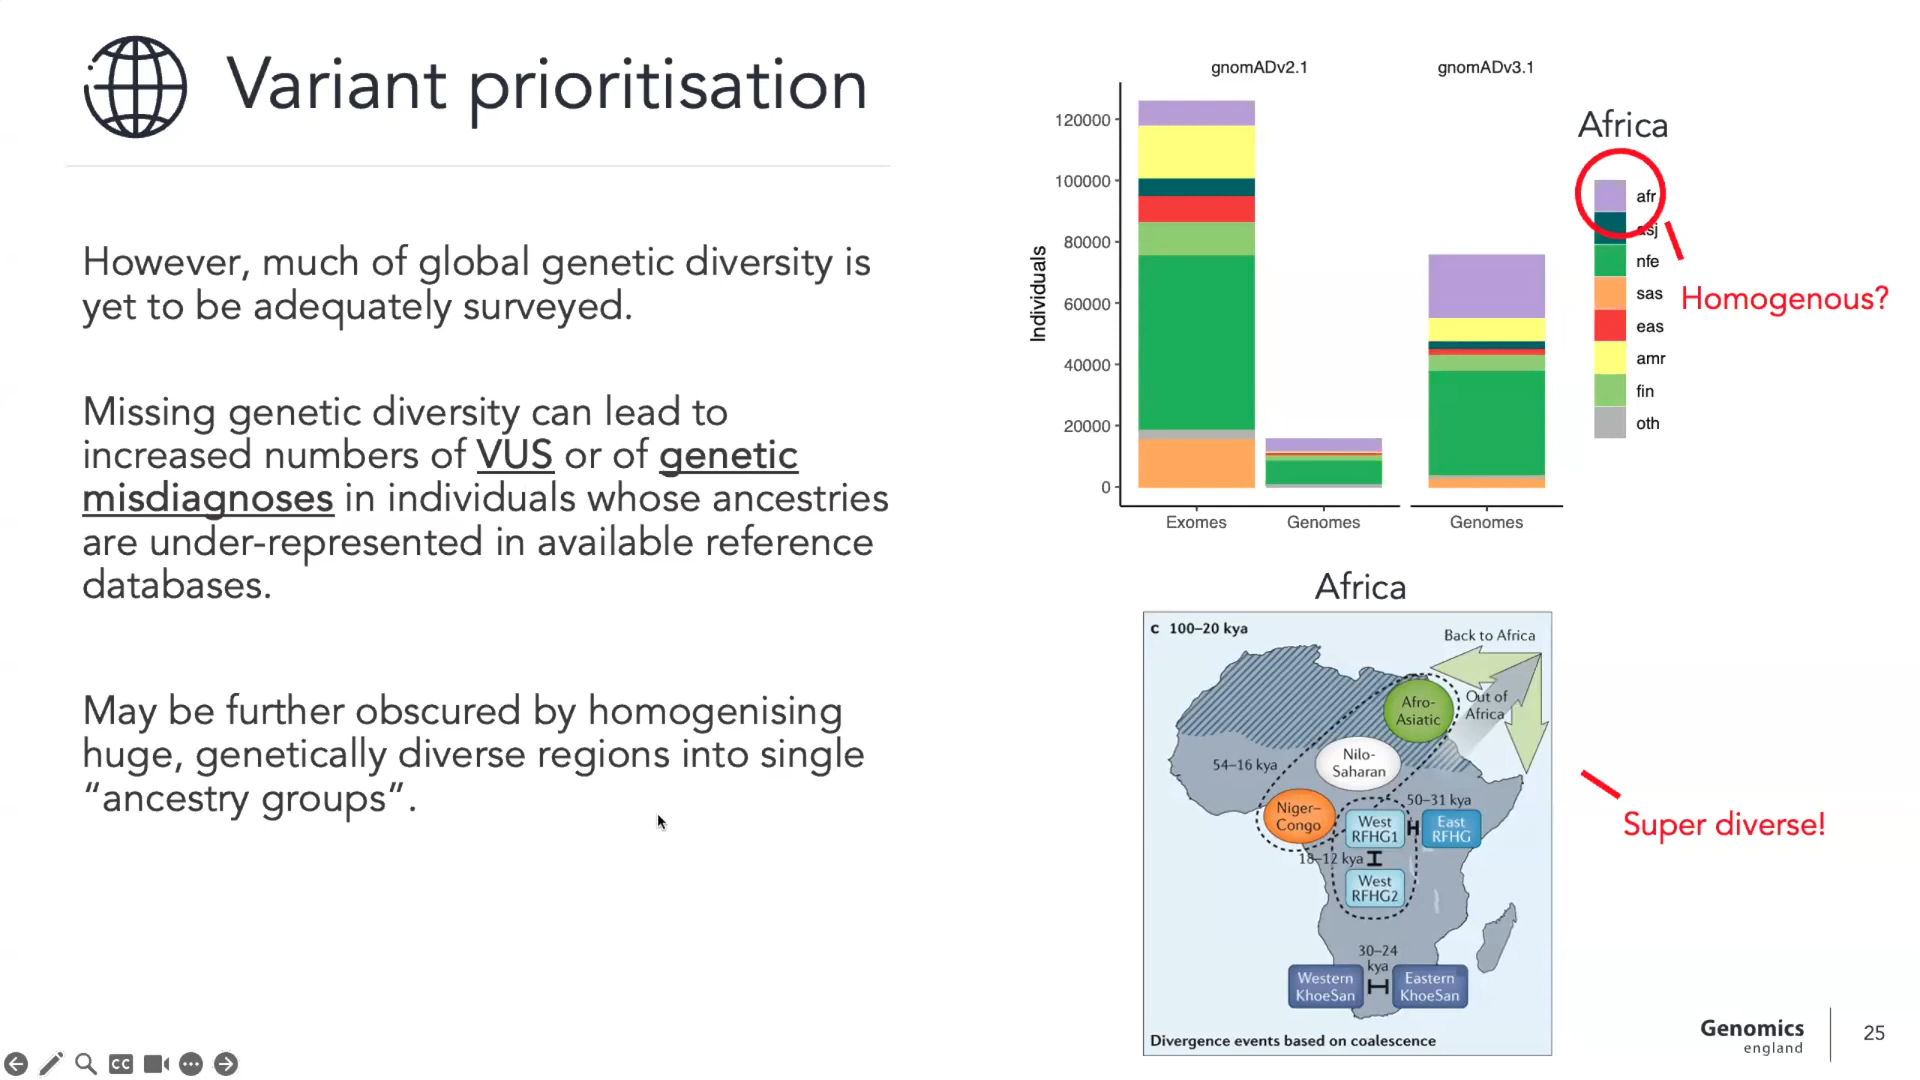 Variant prioritisation
However, much of global genetic diversity is
yet to be adequately surveyed.
Missing genetic diversity can lead to
increased numbers of VUS or of genetic
misdiagnoses in individuals whose ancestries
are under-represented in available reference
databases.
May be further obscured by homogenising
huge, genetically diverse regions into single
“ancestry groups”.
gnomADv2.1
gnomADv3.1
Individuals
120000
100000
80000
60000
40000
20000
0
Exomes
Genomes
Genomes
Africa
afr
asj
nfe
sas
eas
amr
fin
oth
Homogenous?
Africa
c 100–20 kya
Back to Africa
Out of
Africa
Afro-
Asiatic
Nilo-
Saharan
54–16 kya
Niger–
Congo
50–31 kya
West
RFHG1
East
RFHG
18–12 kya
West
RFHG2
30–24
kya
Western
KhoeSan
Eastern
KhoeSan
Divergence events based on coalescence
Super diverse!
Genomics
england
25
CC